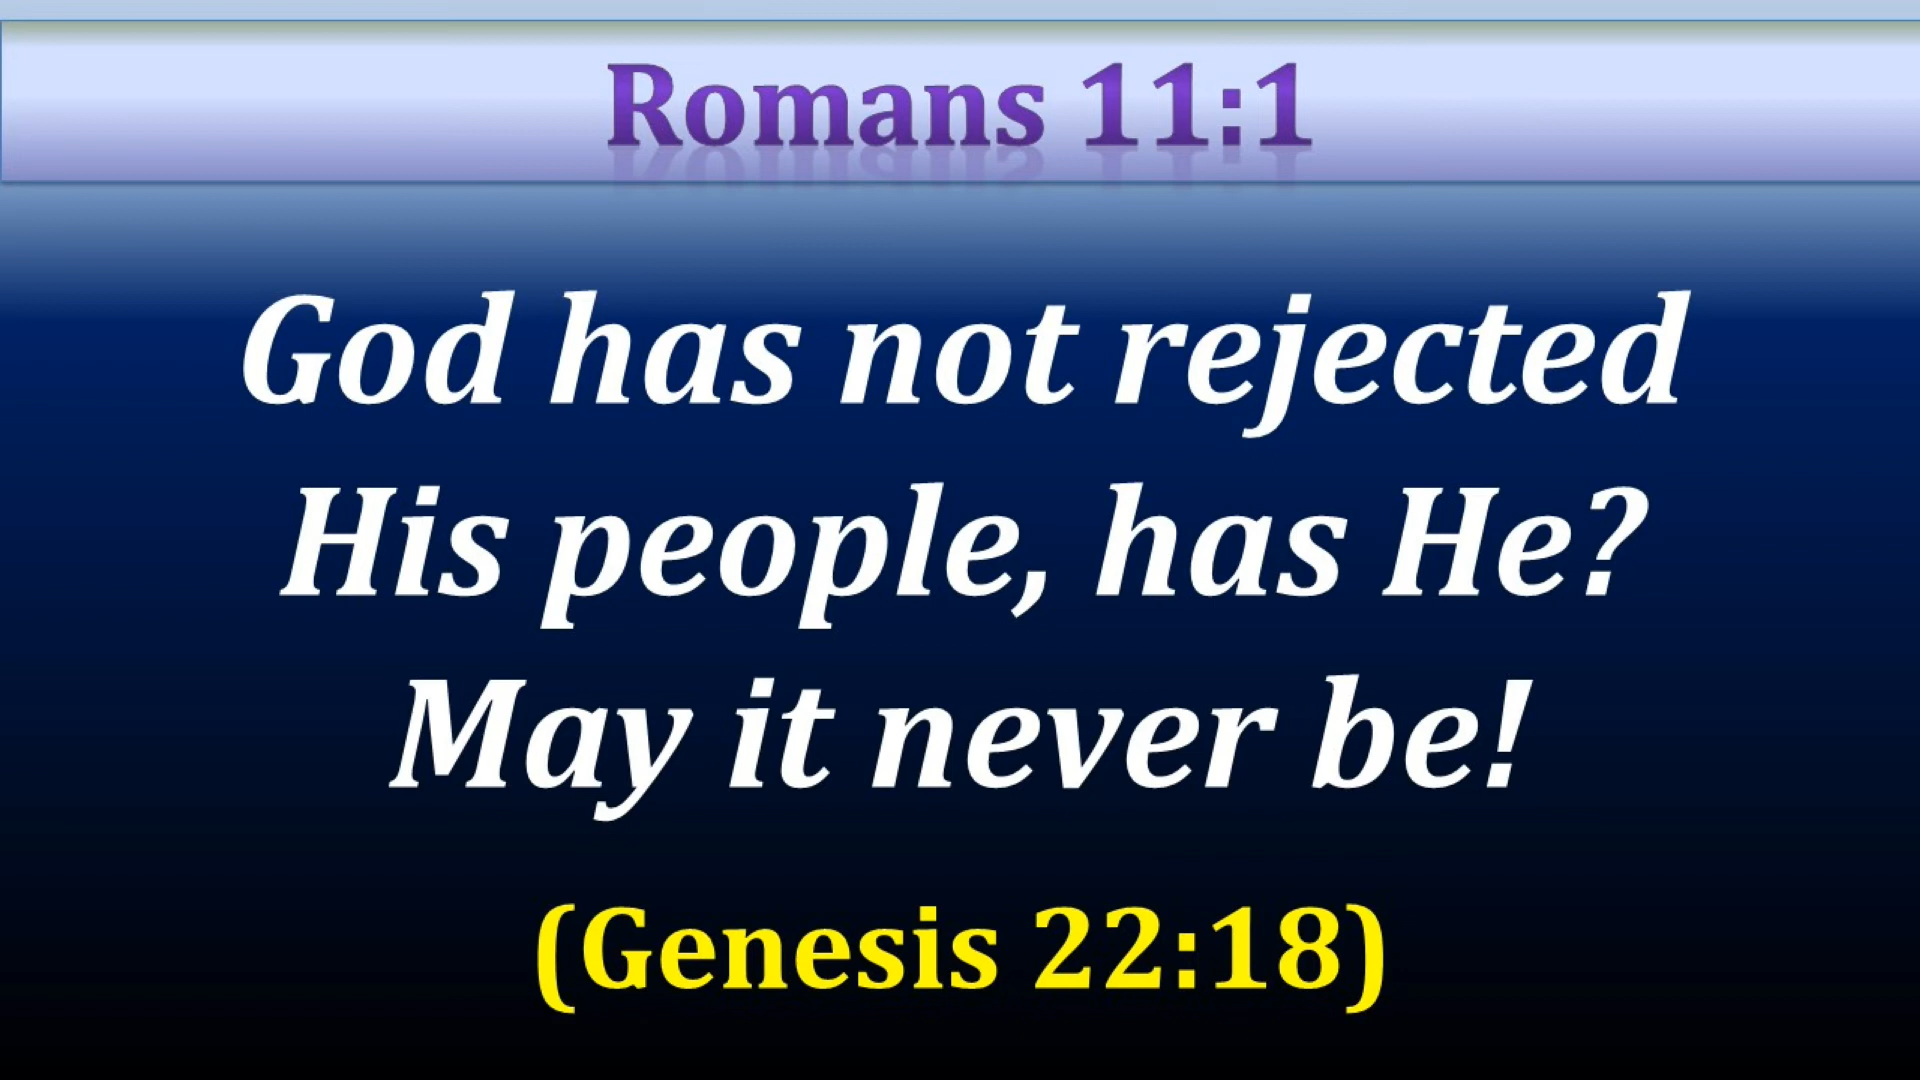 Romans 11:1
God has not rejected
His people, has He?
May it never be!
(Genesis 22:18)